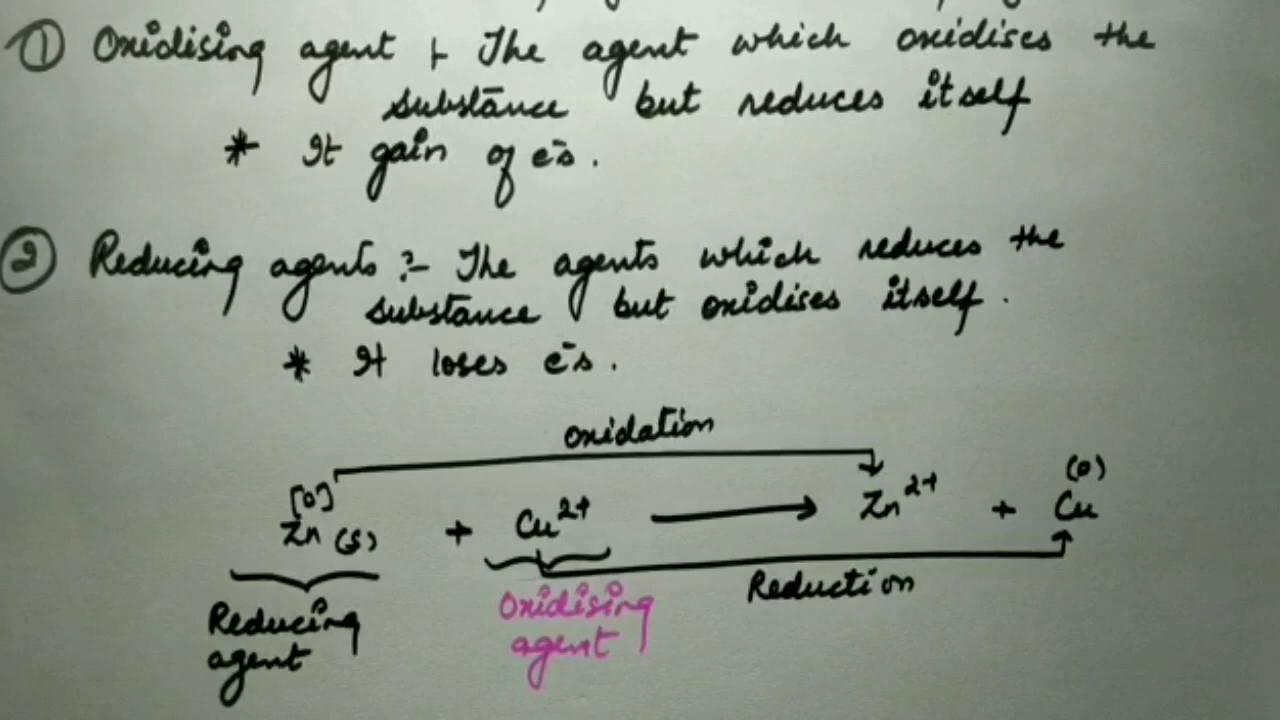 ① Oxidising agent :- The agent which oxidises the
substance but reduces itself
* It gain of e⁻s.
② Reducing agents :- The agents which reduces the
substance but oxidises itself.
* It loses e⁻s.
oxidation
[0] (0)
Zn (s) + Cu²⁺ ⟶ Zn²⁺ + Cu
Reduction
Reducing agent
Oxidising agent